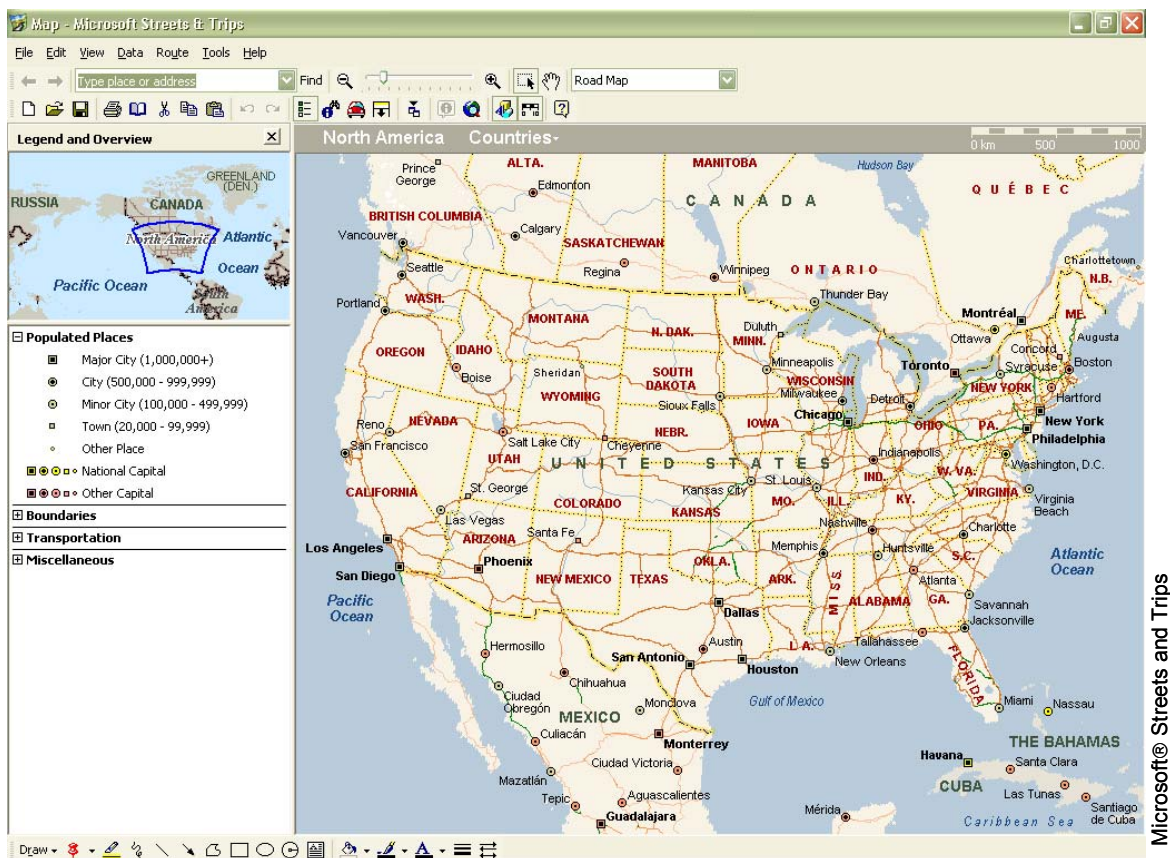 Map - Microsoft Streets & Trips
File Edit View Data Route Tools Help
Type place or address Find Road Map
Legend and Overview
North America Countries-
0 km 500 1000
RUSSIA
GREENLAND
(DEN.)
CANADA
North America
Atlantic
Ocean
Pacific Ocean
South
America
Populated Places
Major City (1,000,000+)
City (500,000 - 999,999)
Minor City (100,000 - 499,999)
Town (20,000 - 99,999)
Other Place
National Capital
Other Capital
Boundaries
Transportation
Miscellaneous
Prince
George
ALTA.
MANITOBA
Hudson Bay
Edmonton
CANADA
QUÉBEC
BRITISH COLUMBIA
Calgary
Vancouver
SASKATCHEWAN
Regina
Winnipeg
ONTARIO
Charlottetown
N.B.
Seattle
Thunder Bay
Portland
WASH.
MONTANA
N. DAK.
Duluth
MINN.
Montréal
Ottawa
ME.
Augusta
OREGON
IDAHO
Boise
Sheridan
SOUTH
DAKOTA
Minneapolis
WISCONSIN
Milwaukee
Toronto
Concord
Syracuse
Boston
WYOMING
Sioux Falls
Detroit
NEW YORK
Hartford
Reno
NEVADA
NEBR.
IOWA
Chicago
OHIO
PA.
New York
Philadelphia
San Francisco
Salt Lake City
Cheyenne
Indianapolis
UTAH
UNITED STATES
IND.
W. VA.
Washington, D.C.
CALIFORNIA
St. George
COLORADO
Kansas City
St. Louis
KANSAS
MO.
ILL.
KY.
VIRGINIA
Virginia
Beach
Las Vegas
Santa Fe
Nashville
Charlotte
Los Angeles
ARIZONA
Phoenix
OKLA.
Memphis
Huntsville
S.C.
Atlantic
Ocean
San Diego
NEW MEXICO
TEXAS
ARK.
MISS.
Atlanta
ALABAMA
GA.
Pacific
Ocean
Dallas
Savannah
Jacksonville
Hermosillo
Austin
LA.
Tallahassee
San Antonio
Houston
New Orleans
FLORIDA
Chihuahua
Ciudad
Obregón
Monclova
Gulf of Mexico
Miami
Nassau
MEXICO
Culiacán
Monterrey
THE BAHAMAS
Havana
Santa Clara
Mazatlán
Ciudad Victoria
CUBA
Las Tunas
Tepic
Aguascalientes
Guadalajara
Mérida
Caribbean Sea
Santiago
de Cuba
Draw
Microsoft® Streets and Trips